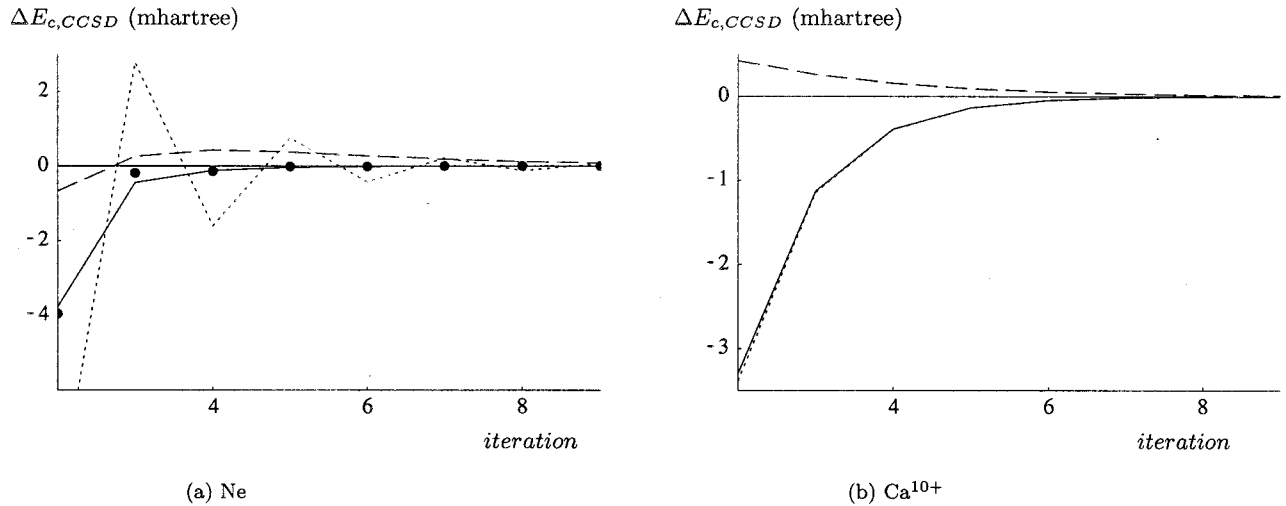 ΔE_{c,CCSD} (mhartree)
2
0
-2
-4
4
6
8
iteration
(a) Ne
ΔE_{c,CCSD} (mhartree)
0
-1
-2
-3
4
6
8
iteration
(b) Ca^{10+}